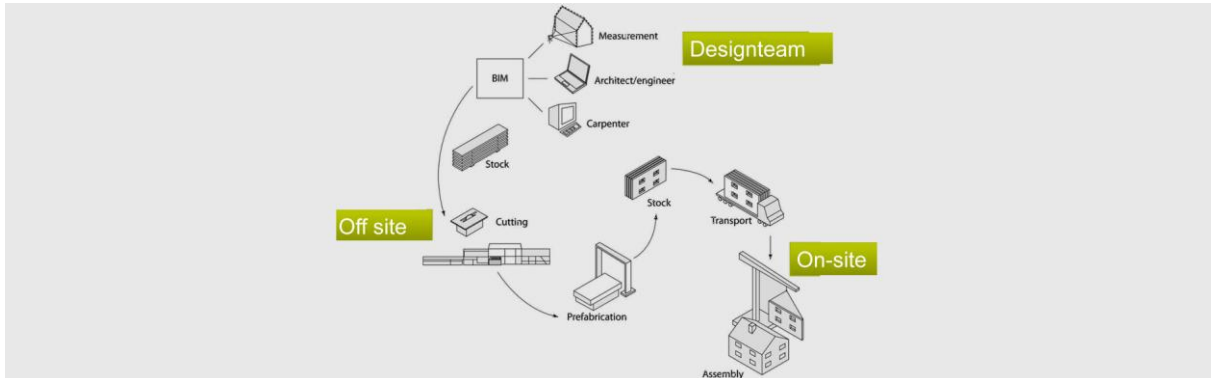 Measurement
Designteam
BIM
Architect/engineer
Carpenter
Stock
Stock
Transport
Off site
Cutting
On-site
Prefabrication
Assembly